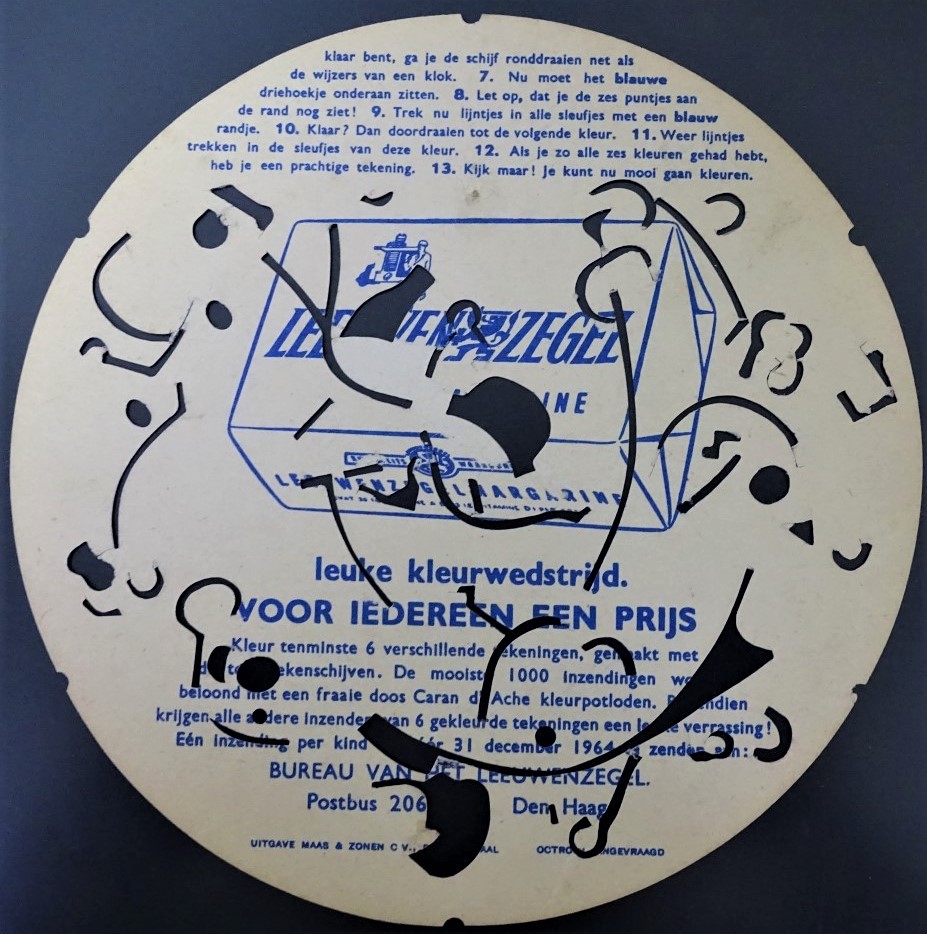 klaar bent, ga je de schijf ronddraaien net als
de wijzers van een klok. 7. Nu moet het blauwe
driehoekje onderaan zitten. 8. Let op, dat je de zes puntjes aan
de rand nog ziet! 9. Trek nu lijntjes in alle sleufjes met een blauw
randje. 10. Klaar? Dan doordraaien tot de volgende kleur. 11. Weer lijntjes
trekken in de sleufjes van deze kleur. 12. Als je zo alle zes kleuren gehad hebt,
heb je een prachtige tekening. 13. Kijk maar! Je kunt nu mooi gaan kleuren.
ZEGEL
INE
leuke kleurwedstrijd.
VOOR IEDEREEN EEN PRIJS
Kleur tenminste 6 verschillende tekeningen, gemaakt met
De mooiste 1000 inzendingen
beloond met een fraaie doos Caran d'Ache kleurpotloden.
krijgen alle andere inzenders van 6 gekleurde tekeningen een verrassing!
Eén inzending per kind vóór 31 december 1964 te zenden aan:
BUREAU VAN HET LEEUWENZEGEL.
Postbus 206 Den Haag
UITGAVE MAAS & ZONEN C V., OCTROOI AANGEVRAAGD